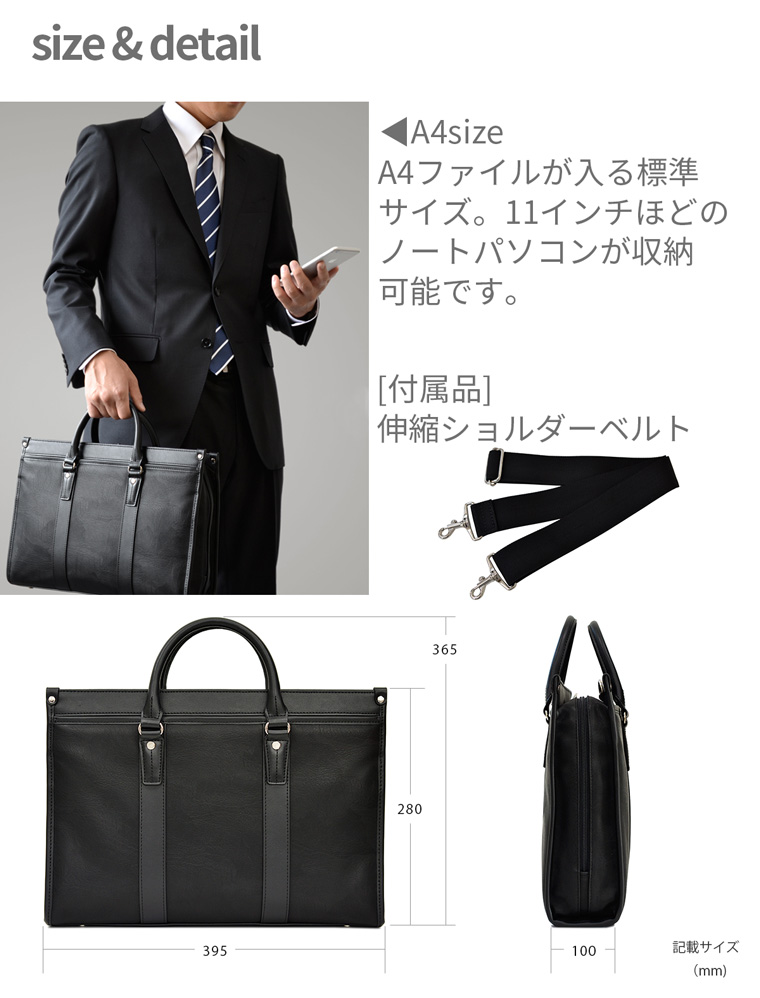 size & detail
◀A4size
A4ファイルが入る標準
サイズ。11インチほどの
ノートパソコンが収納
可能です。
[付属品]
伸縮ショルダーベルト
365
280
395
100
記載サイズ
（mm）